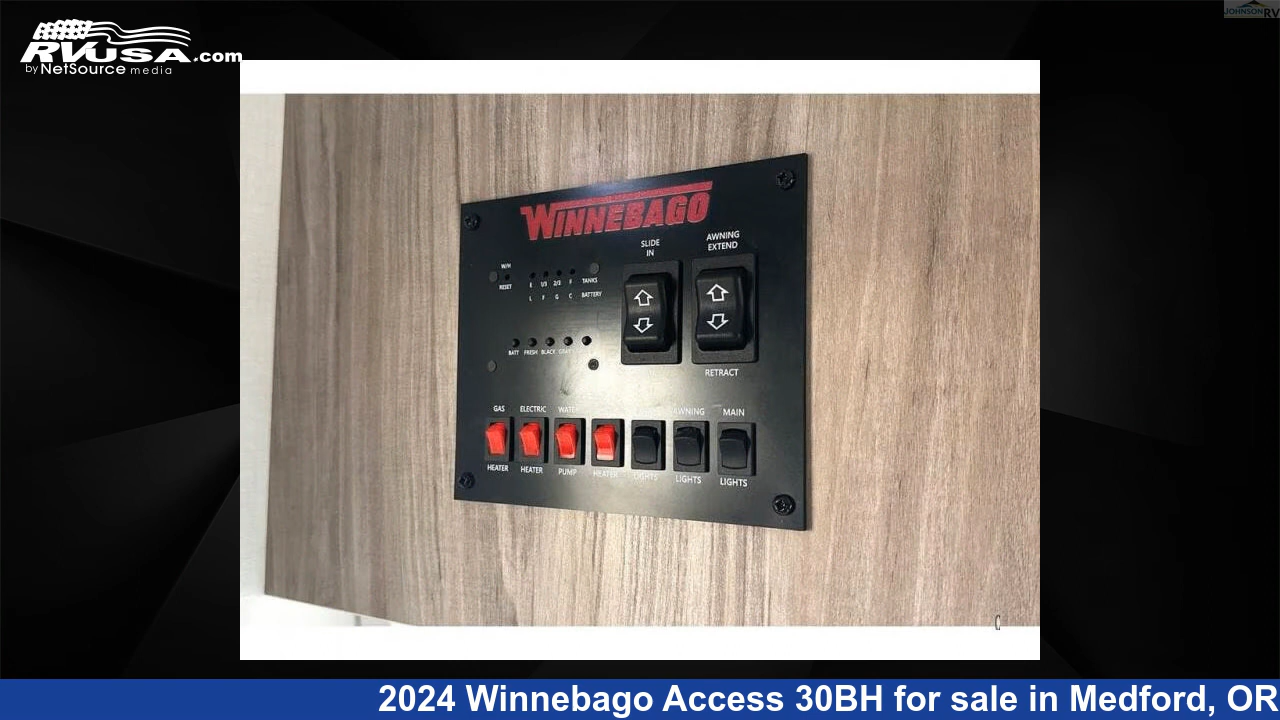 RVUSA.com
by NetSource media
JOHNSON RV
WINNEBAGO
SLIDE
IN
AWNING
EXTEND
W/H
RESET
E 1/3 2/3 F TANKS
L F G C BATTERY
BATT FRESH BLACK
RETRACT
GAS ELECTRIC WATER AWNING MAIN
HEATER HEATER PUMP HEATER LIGHTS LIGHTS LIGHTS
2024 Winnebago Access 30BH for sale in Medford, OR